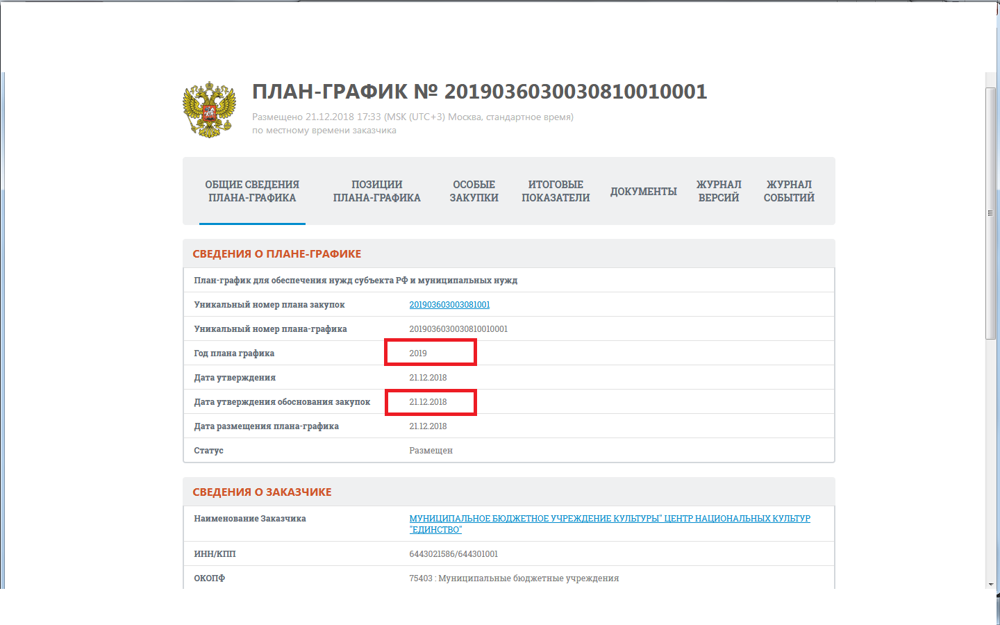 ПЛАН-ГРАФИК № 2019036030030810010001
Размещено 21.12.2018 17:33 (MSK (UTC+3) Москва, стандартное время)
по местному времени заказчика
ОБЩИЕ СВЕДЕНИЯ ПЛАНА-ГРАФИКА
ПОЗИЦИИ ПЛАНА-ГРАФИКА
ОСОБЫЕ ЗАКУПКИ
ИТОГОВЫЕ ПОКАЗАТЕЛИ
ДОКУМЕНТЫ
ЖУРНАЛ ВЕРСИЙ
ЖУРНАЛ СОБЫТИЙ
СВЕДЕНИЯ О ПЛАНЕ-ГРАФИКЕ
План-график для обеспечения нужд субъекта РФ и муниципальных нужд
Уникальный номер плана закупок 201903603003081001
Уникальный номер плана-графика 2019036030030810010001
Год плана графика 2019
Дата утверждения 21.12.2018
Дата утверждения обоснования закупок 21.12.2018
Дата размещения плана-графика 21.12.2018
Статус Размещен
СВЕДЕНИЯ О ЗАКАЗЧИКЕ
Наименование Заказчика МУНИЦИПАЛЬНОЕ БЮДЖЕТНОЕ УЧРЕЖДЕНИЕ КУЛЬТУРЫ" ЦЕНТР НАЦИОНАЛЬНЫХ КУЛЬТУР
"ЕДИНСТВО"
ИНН/КПП 6443021586/644301001
ОКОПФ 75403 : Муниципальные бюджетные учреждения